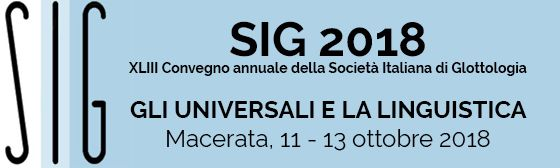 SIG
SIG 2018
XLIII Convegno annuale della Società Italiana di Glottologia
GLI UNIVERSALI E LA LINGUISTICA
Macerata, 11 - 13 ottobre 2018